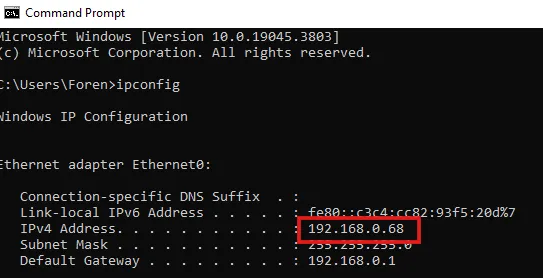 Command Prompt
Microsoft Windows [Version 10.0.19045.3803]
(c) Microsoft Corporation. All rights reserved.
C:\Users\Foren>ipconfig
Windows IP Configuration
Ethernet adapter Ethernet0:
Connection-specific DNS Suffix . :
Link-local IPv6 Address . . . . . : fe80::c3c4:cc82:93f5:20d%7
IPv4 Address. . . . . . . . . . . : 192.168.0.68
Subnet Mask . . . . . . . . . . . : 255.255.255.0
Default Gateway . . . . . . . . . : 192.168.0.1